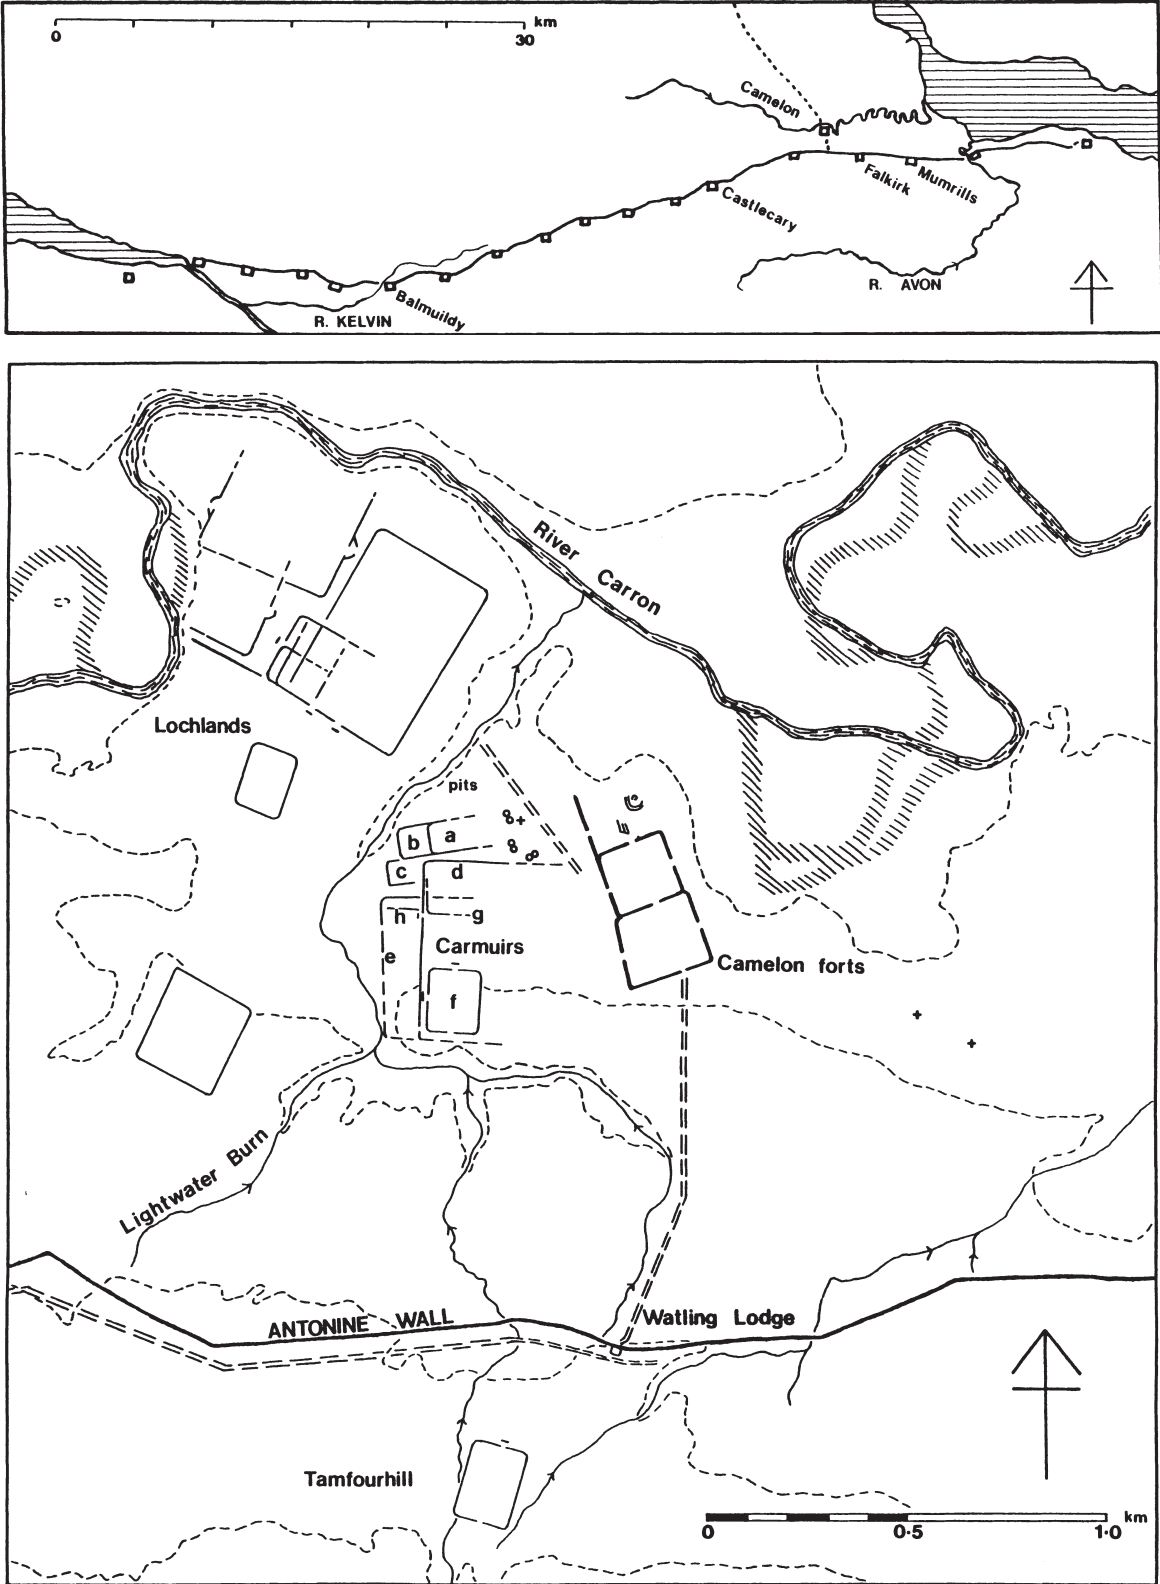 km
0 30
Camelon
Falkirk
Mumrills
Castlecary
R. AVON
Balmuildy
R. KELVIN
River Carron
Lochlands
pits
a
b
c
d
h
g
e
Carmuirs
f
Camelon forts
Lightwater Burn
ANTONINE WALL
Watling Lodge
Tamfourhill
km
0 0·5 1·0